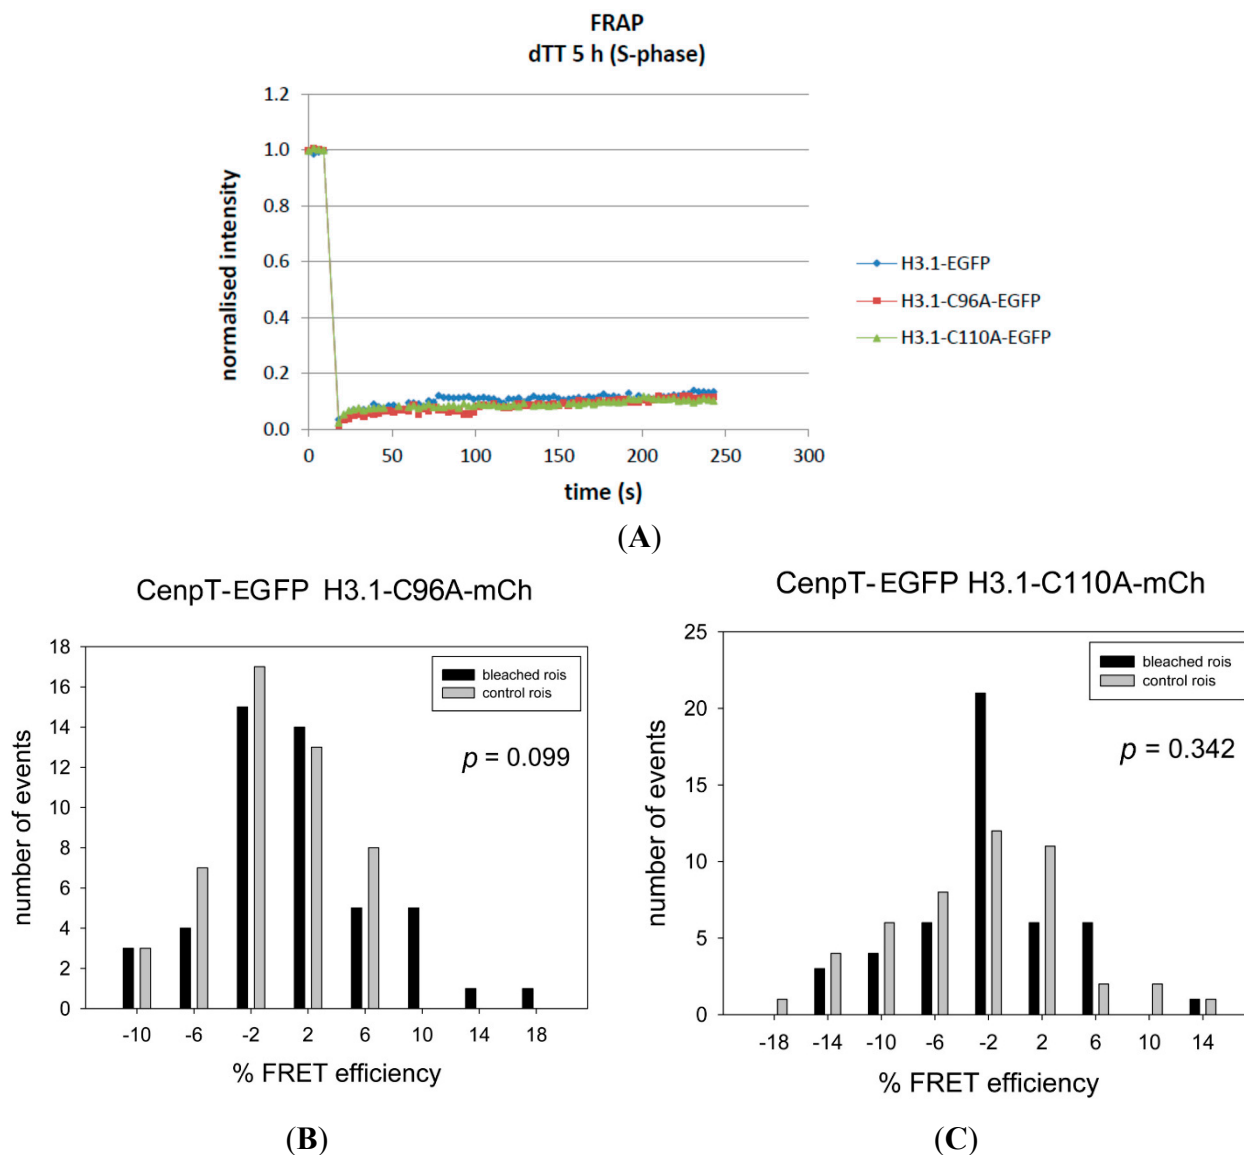 FRAP
dTT 5 h (S-phase)
1.2
1.0
0.8
0.6
0.4
0.2
0.0
normalised intensity
0 50 100 150 200 250 300
time (s)
H3.1-EGFP
H3.1-C96A-EGFP
H3.1-C110A-EGFP
(A)
CenpT-EGFP H3.1-C96A-mCh
18
16
14
12
10
8
6
4
2
0
number of events
bleached rois
control rois
p = 0.099
-10 -6 -2 2 6 10 14 18
% FRET efficiency
(B)
CenpT-EGFP H3.1-C110A-mCh
25
20
15
10
5
0
number of events
bleached rois
control rois
p = 0.342
-18 -14 -10 -6 -2 2 6 10 14
% FRET efficiency
(C)